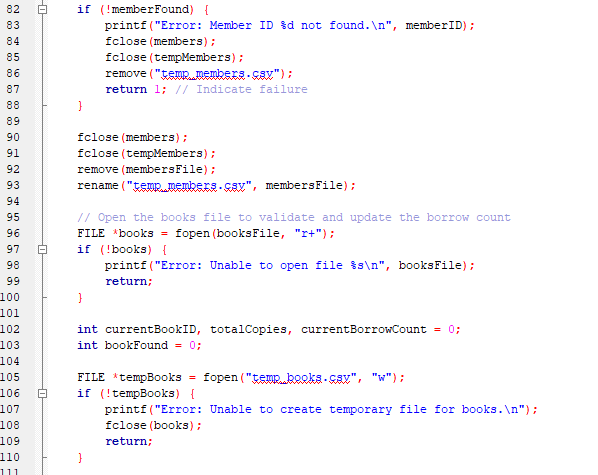 82 if (!memberFound) {
83 printf("Error: Member ID %d not found.\n", memberID);
84 fclose(members);
85 fclose(tempMembers);
86 remove("temp_members.csv");
87 return 1; // Indicate failure
88 }
89
90 fclose(members);
91 fclose(tempMembers);
92 remove(membersFile);
93 rename("temp_members.csv", membersFile);
94
95 // Open the books file to validate and update the borrow count
96 FILE *books = fopen(booksFile, "r+");
97 if (!books) {
98 printf("Error: Unable to open file %s\n", booksFile);
99 return;
100 }
101
102 int currentBookID, totalCopies, currentBorrowCount = 0;
103 int bookFound = 0;
104
105 FILE *tempBooks = fopen("temp_books.csv", "w");
106 if (!tempBooks) {
107 printf("Error: Unable to create temporary file for books.\n");
108 fclose(books);
109 return;
110 }
111